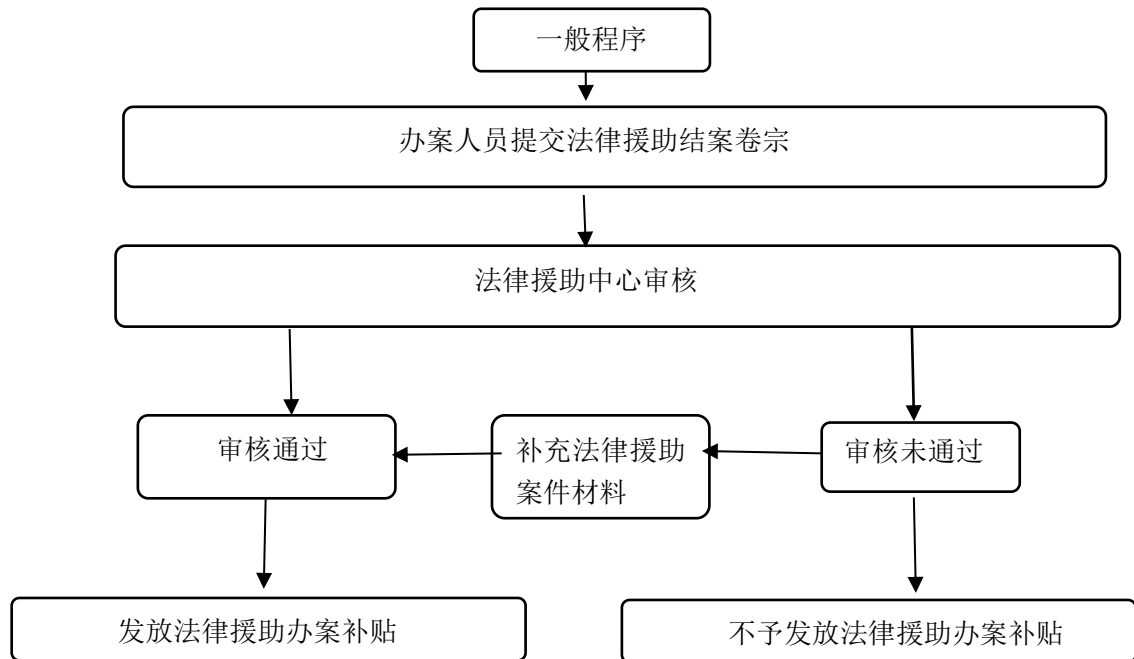 一般程序
办案人员提交法律援助结案卷宗
法律援助中心审核
审核通过
补充法律援助
案件材料
审核未通过
发放法律援助办案补贴
不予发放法律援助办案补贴